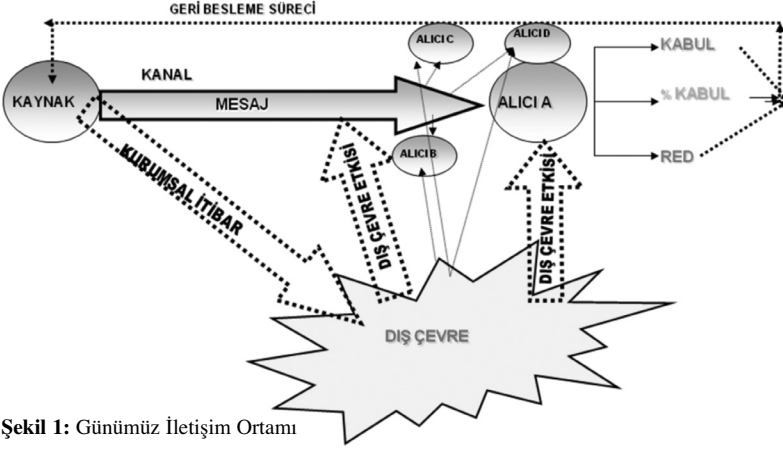 GERİ BESLEME SÜRECİ
ALICI C
ALICI D
KABUL
KANAL
KAYNAK
MESAJ
ALICI A
% KABUL
ALICI B
RED
KURUMSAL İTİBAR
DIŞ ÇEVRE ETKİSİ
DIŞ ÇEVRE ETKİSİ
DIŞ ÇEVRE
Şekil 1: Günümüz İletişim Ortamı